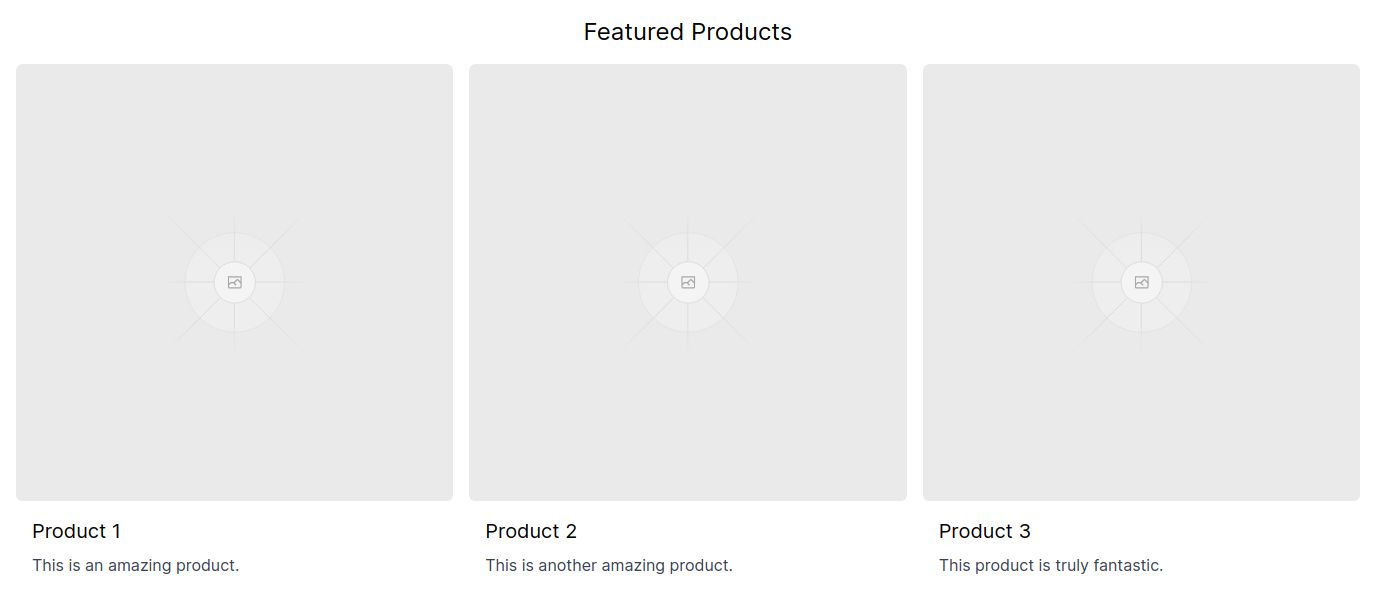 Featured Products
Product 1
This is an amazing product.
Product 2
This is another amazing product.
Product 3
This product is truly fantastic.